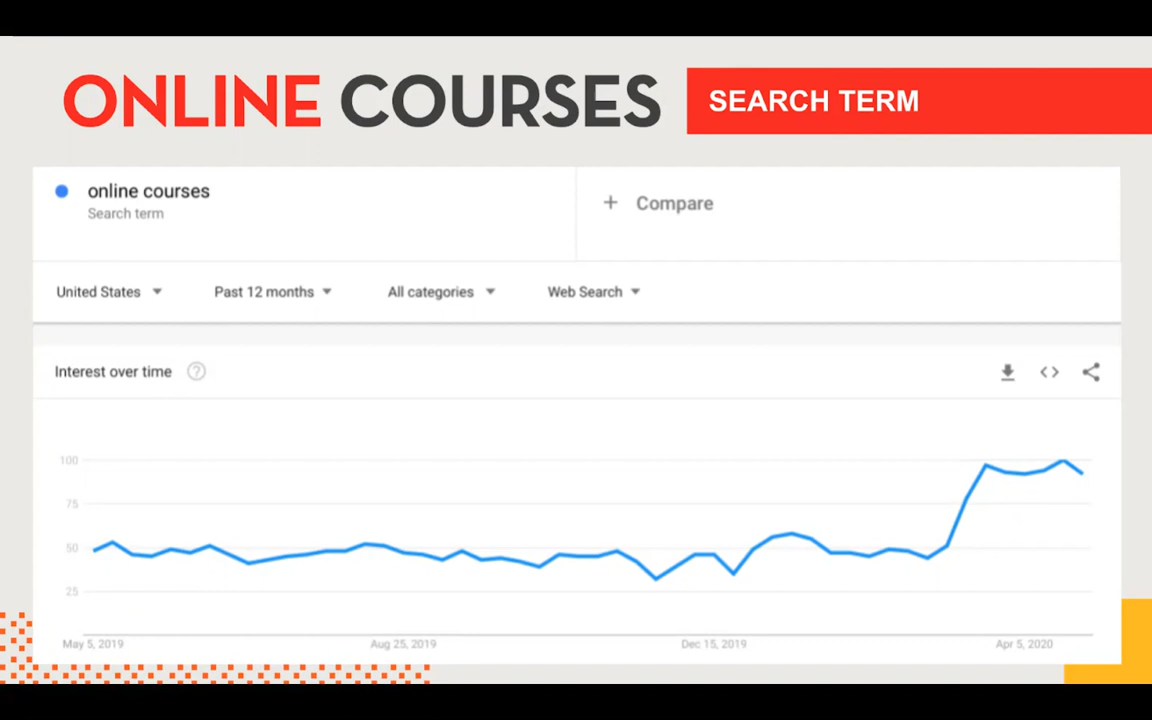 ONLINE COURSES SEARCH TERM
online courses
Search term
+ Compare
United States Past 12 months All categories Web Search
Interest over time ?
100
75
50
25
May 5, 2019 Aug 25, 2019 Dec 15, 2019 Apr 5, 2020